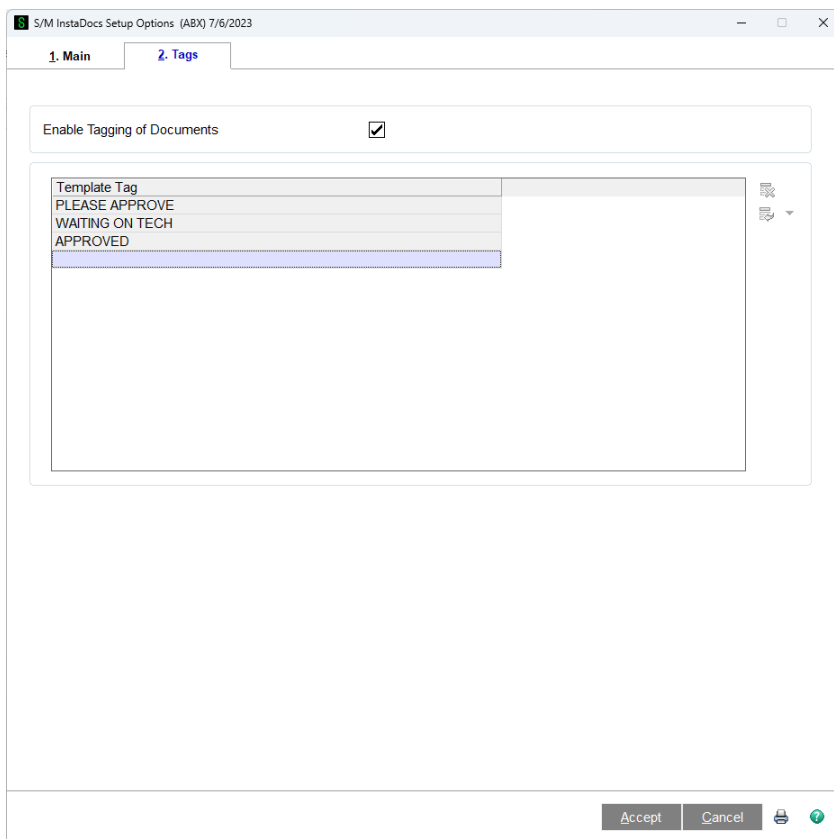 S/M InstaDocs Setup Options (ABX) 7/6/2023
1. Main 2. Tags
Enable Tagging of Documents
Template Tag
PLEASE APPROVE
WAITING ON TECH
APPROVED
Accept Cancel